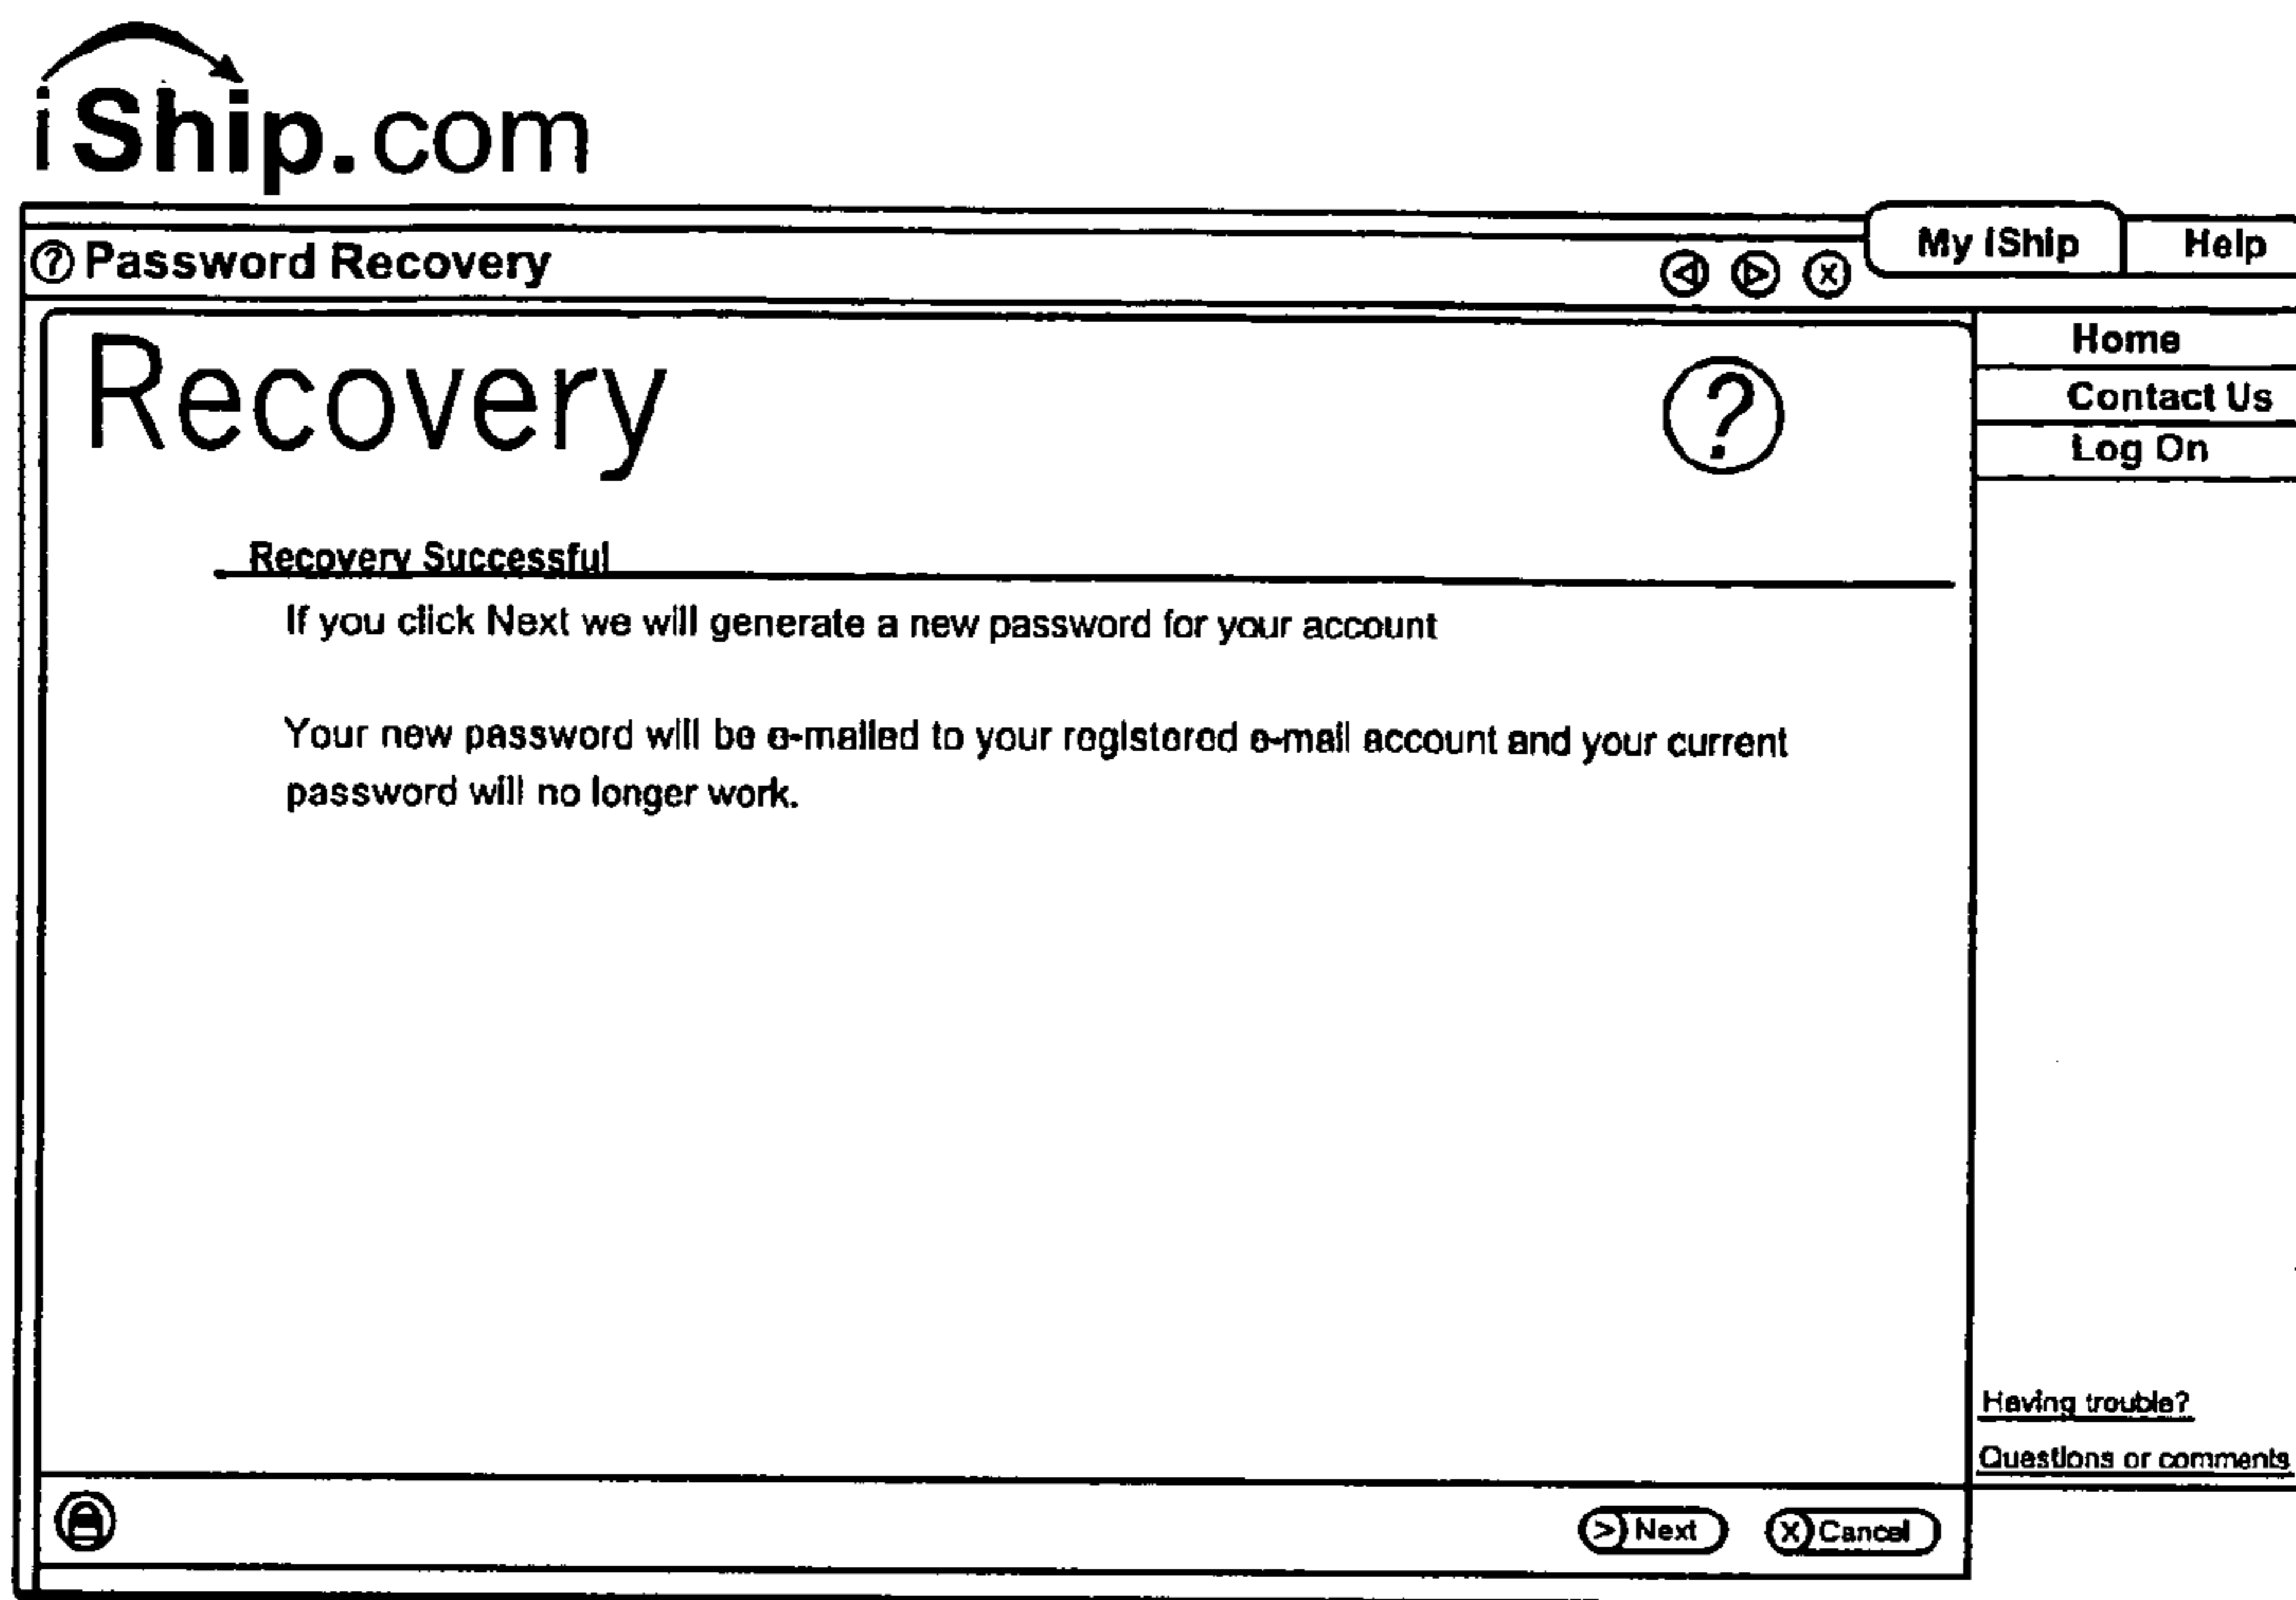 iShip.com
My iShip Help
Password Recovery
Home
Contact Us
Log On
Recovery
Recovery Successful
If you click Next we will generate a new password for your account
Your new password will be e-mailed to your registered e-mail account and your current
password will no longer work.
Having trouble?
Questions or comments
Next Cancel